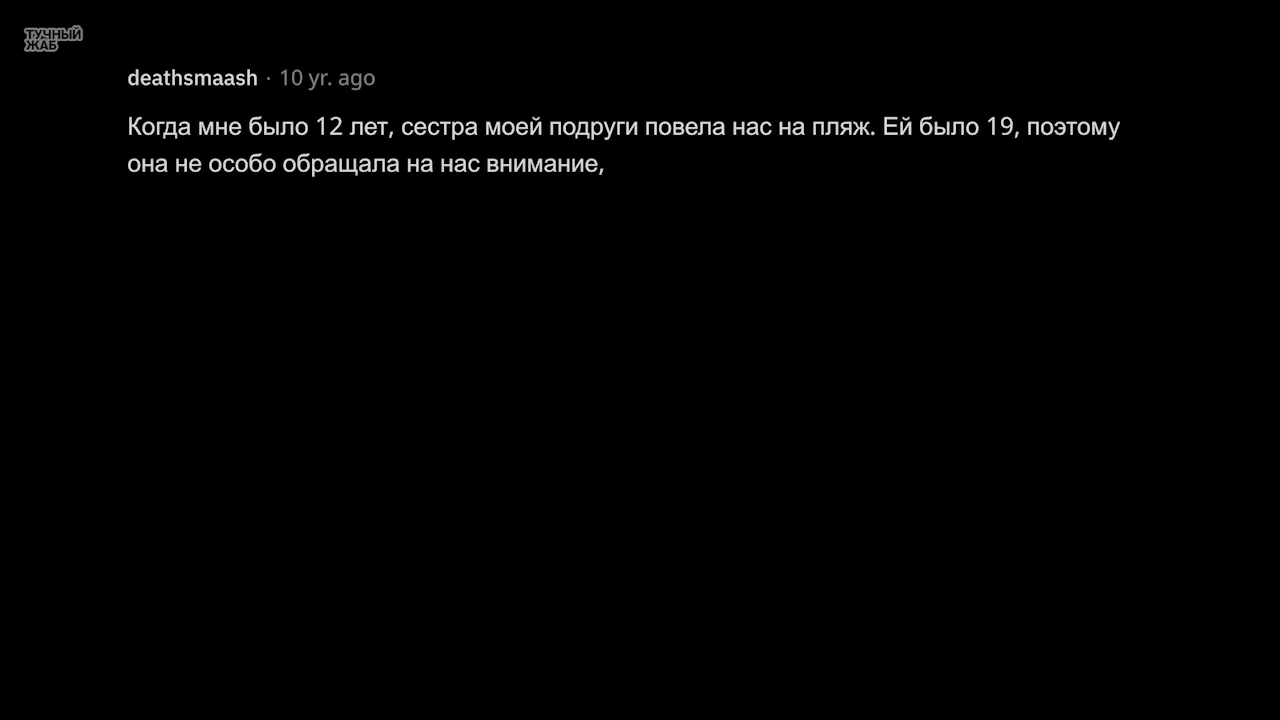 ТУЧНЫЙ
ЖАБ
deathsmaash · 10 yr. ago
Когда мне было 12 лет, сестра моей подруги повела нас на пляж. Ей было 19, поэтому
она не особо обращала на нас внимание,